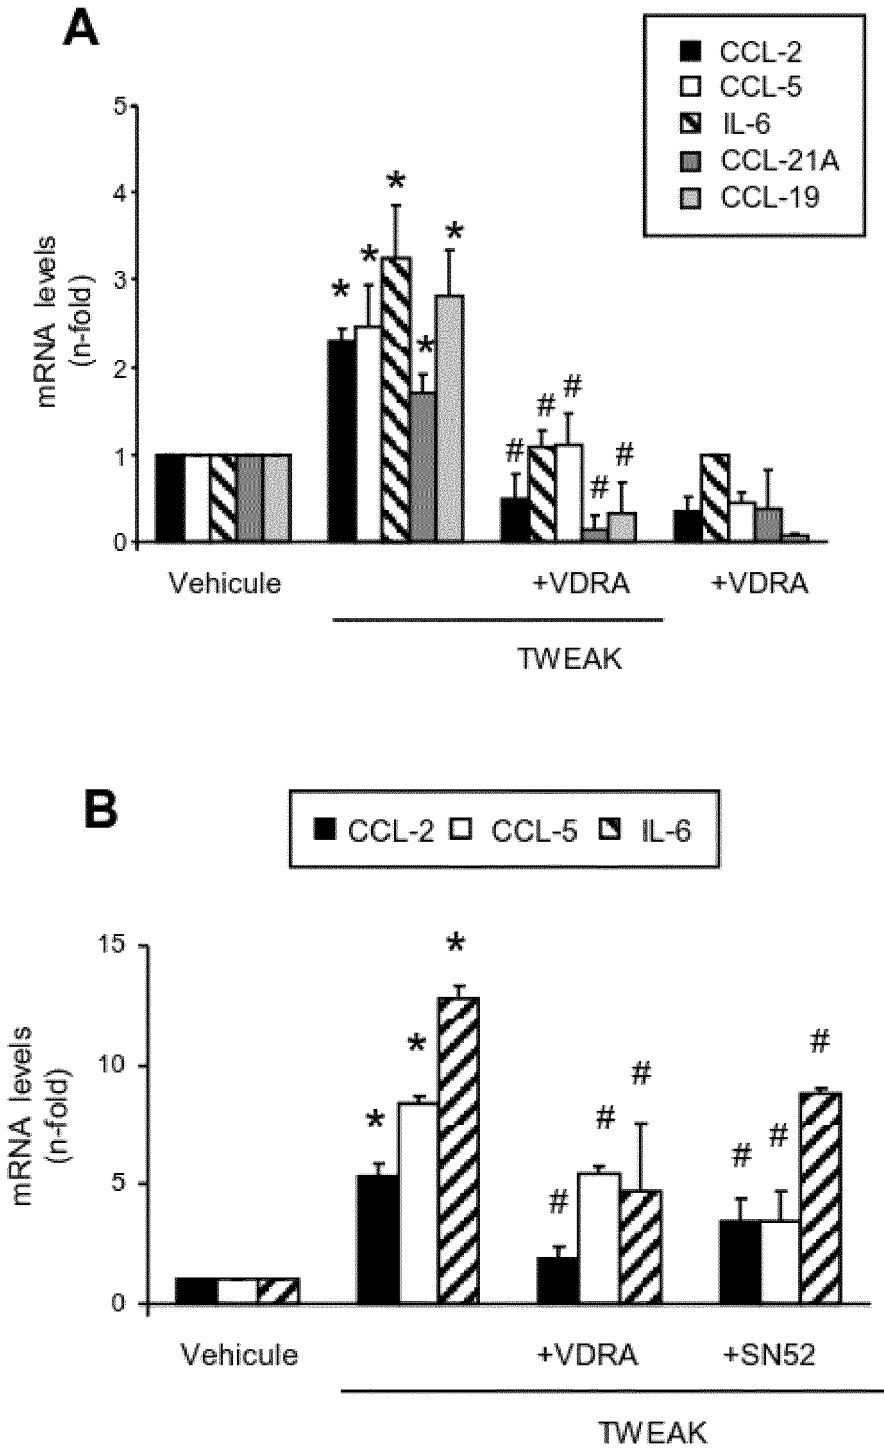 A
CCL-2
CCL-5
IL-6
CCL-21A
CCL-19
mRNA levels
(n-fold)
5
4
3
2
1
0
*
*
*
*
*
#
#
#
#
#
Vehicule
+VDRA
+VDRA
TWEAK
B
CCL-2 CCL-5 IL-6
mRNA levels
(n-fold)
15
10
5
0
*
*
*
#
#
#
#
#
#
Vehicule
+VDRA
+SN52
TWEAK